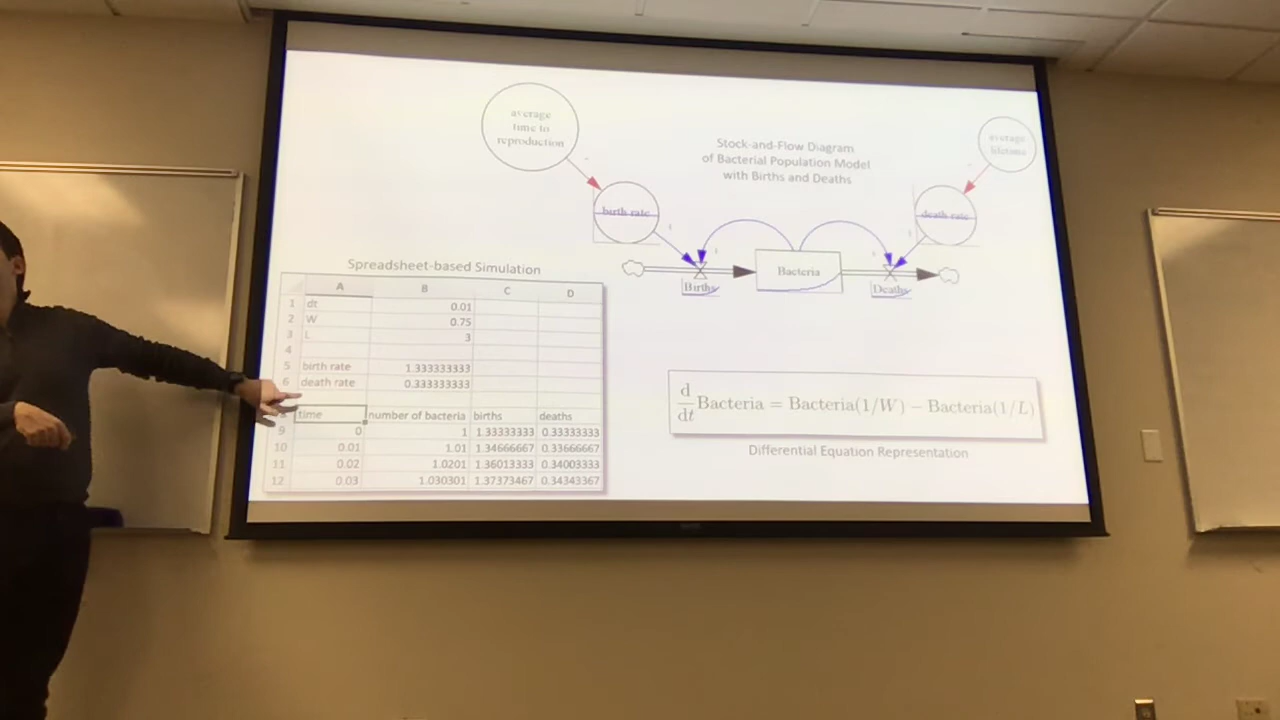 average
time to
reproduction
average
lifetime
Stock-and-Flow Diagram
of Bacterial Population Model
with Births and Deaths
birth rate
death rate
Bacteria
Births
Deaths
Spreadsheet-based Simulation
A B C D
1 dt 0.01
2 W 0.75
3 L 3
4
5 birth rate 1.333333333
6 death rate 0.333333333
8 time number of bacteria births deaths
9 0 1 1.33333333 0.33333333
10 0.01 1.01 1.34666667 0.33666667
11 0.02 1.0201 1.36013333 0.34003333
12 0.03 1.030301 1.37373467 0.34343367
d/dt Bacteria = Bacteria(1/W) − Bacteria(1/L)
Differential Equation Representation